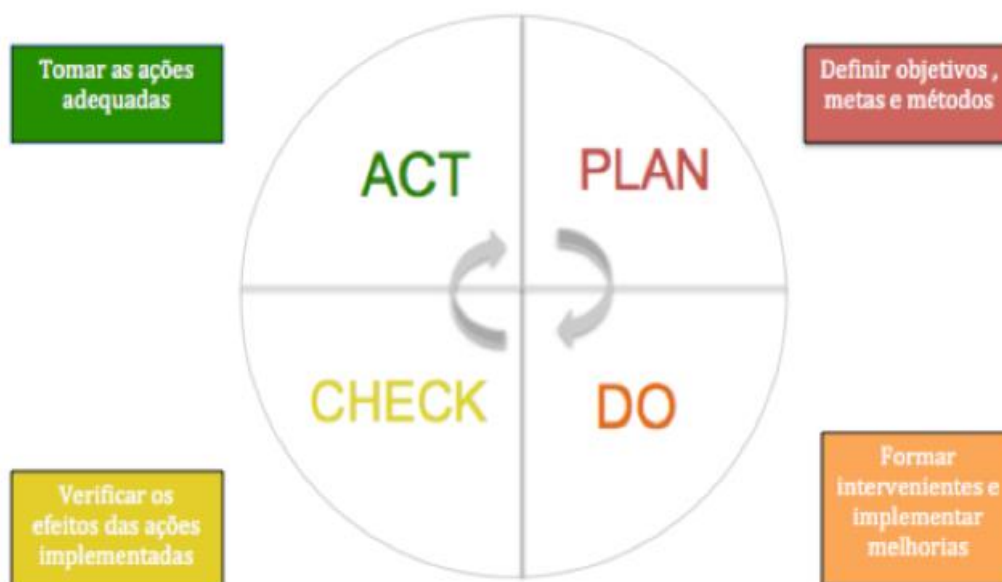 Tomar as ações
adequadas
Definir objetivos ,
metas e métodos
ACT
PLAN
CHECK
DO
Verificar os
efeitos das ações
implementadas
Formar
intervenientes e
implementar
melhorias